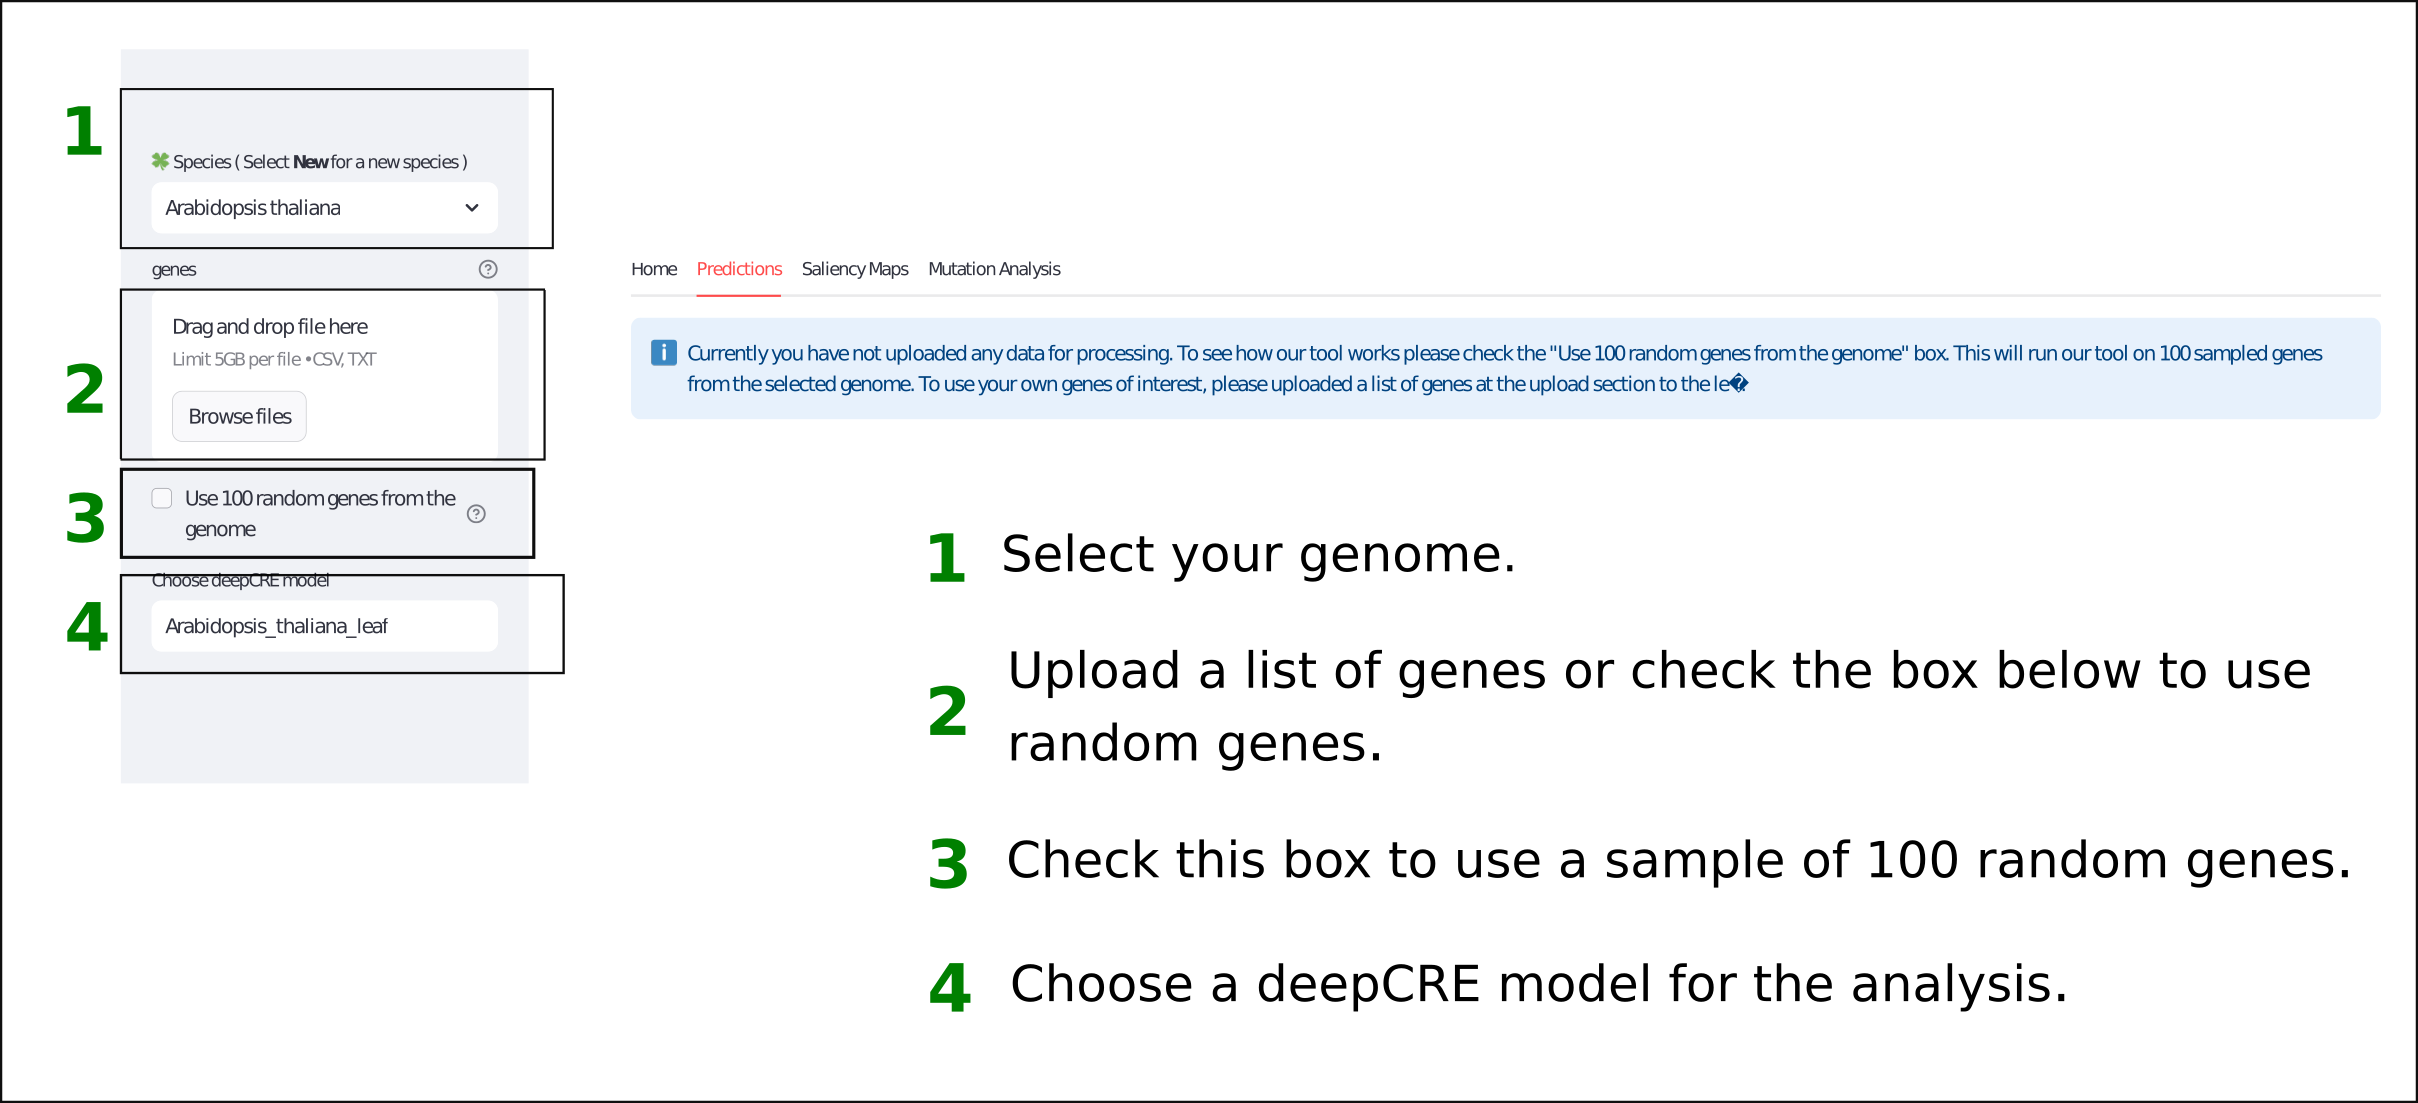 1
Species ( Select New for a new species )
Arabidopsis thaliana
genes
2
Drag and drop file here
Limit 5GB per file • CSV, TXT
Browse files
3
Use 100 random genes from the
genome
Choose deepCRE model
4
Arabidopsis_thaliana_leaf
Home Predictions Saliency Maps Mutation Analysis
Currently you have not uploaded any data for processing. To see how our tool works please check the "Use 100 random genes from the genome" box. This will run our tool on 100 sampled genes
from the selected genome. To use your own genes of interest, please uploaded a list of genes at the upload section to the le�.
1 Select your genome.
2 Upload a list of genes or check the box below to use
random genes.
3 Check this box to use a sample of 100 random genes.
4 Choose a deepCRE model for the analysis.